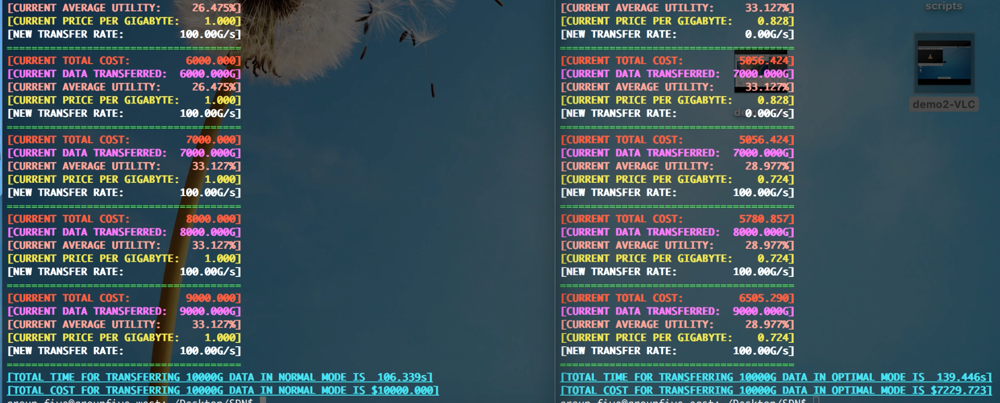 [CURRENT AVERAGE UTILITY: 26.475%]
[CURRENT PRICE PER GIGABYTE: 1.000]
[NEW TRANSFER RATE: 100.00G/s]
======================================
[CURRENT TOTAL COST: 6000.000]
[CURRENT DATA TRANSFERRED: 6000.000G]
[CURRENT AVERAGE UTILITY: 26.475%]
[CURRENT PRICE PER GIGABYTE: 1.000]
[NEW TRANSFER RATE: 100.00G/s]
======================================
[CURRENT TOTAL COST: 7000.000]
[CURRENT DATA TRANSFERRED: 7000.000G]
[CURRENT AVERAGE UTILITY: 33.127%]
[CURRENT PRICE PER GIGABYTE: 1.000]
[NEW TRANSFER RATE: 100.00G/s]
======================================
[CURRENT TOTAL COST: 8000.000]
[CURRENT DATA TRANSFERRED: 8000.000G]
[CURRENT AVERAGE UTILITY: 33.127%]
[CURRENT PRICE PER GIGABYTE: 1.000]
[NEW TRANSFER RATE: 100.00G/s]
======================================
[CURRENT TOTAL COST: 9000.000]
[CURRENT DATA TRANSFERRED: 9000.000G]
[CURRENT AVERAGE UTILITY: 33.127%]
[CURRENT PRICE PER GIGABYTE: 1.000]
[NEW TRANSFER RATE: 100.00G/s]
======================================
[TOTAL TIME FOR TRANSFERRING 10000G DATA IN NORMAL MODE IS 106.339s]
[TOTAL COST FOR TRANSFERRING 10000G DATA IN NORMAL MODE IS $10000.000]
group-five@groupfive-west:~/Desktop/SDN$
[CURRENT AVERAGE UTILITY: 33.127%]
[CURRENT PRICE PER GIGABYTE: 0.828]
[NEW TRANSFER RATE: 0.00G/s]
======================================
[CURRENT TOTAL COST: 5056.424]
[CURRENT DATA TRANSFERRED: 7000.000G]
[CURRENT AVERAGE UTILITY: 33.127%]
[CURRENT PRICE PER GIGABYTE: 0.828]
[NEW TRANSFER RATE: 0.00G/s]
======================================
[CURRENT TOTAL COST: 5056.424]
[CURRENT DATA TRANSFERRED: 7000.000G]
[CURRENT AVERAGE UTILITY: 28.977%]
[CURRENT PRICE PER GIGABYTE: 0.724]
[NEW TRANSFER RATE: 100.00G/s]
======================================
[CURRENT TOTAL COST: 5780.857]
[CURRENT DATA TRANSFERRED: 8000.000G]
[CURRENT AVERAGE UTILITY: 28.977%]
[CURRENT PRICE PER GIGABYTE: 0.724]
[NEW TRANSFER RATE: 100.00G/s]
======================================
[CURRENT TOTAL COST: 6505.290]
[CURRENT DATA TRANSFERRED: 9000.000G]
[CURRENT AVERAGE UTILITY: 28.977%]
[CURRENT PRICE PER GIGABYTE: 0.724]
[NEW TRANSFER RATE: 100.00G/s]
======================================
[TOTAL TIME FOR TRANSFERRING 10000G DATA IN OPTIMAL MODE IS 139.446s]
[TOTAL COST FOR TRANSFERRING 10000G DATA IN OPTIMAL MODE IS $7229.723]
group-five@groupfive-east:~/Desktop/SDN$
scripts
demo2-VLC